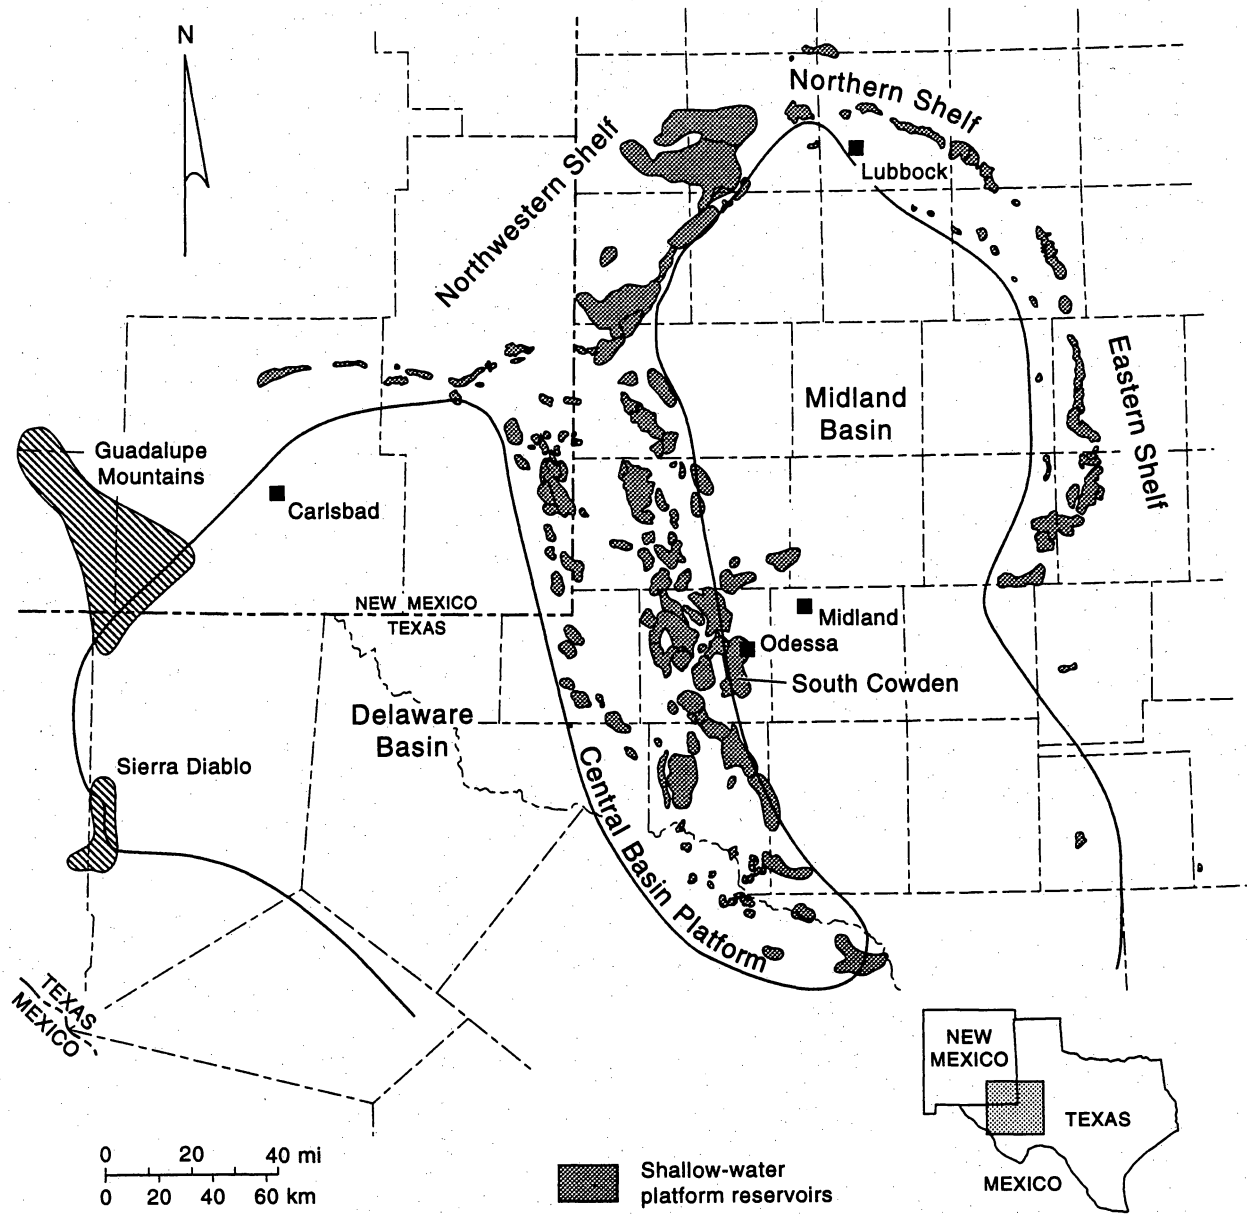 N
Northern Shelf
Northwestern Shelf
Lubbock
Eastern Shelf
Midland
Basin
Guadalupe
Mountains
Carlsbad
NEW MEXICO
TEXAS
Midland
Odessa
South Cowden
Delaware
Basin
Sierra Diablo
Central Basin Platform
TEXAS
MEXICO
NEW
MEXICO
TEXAS
MEXICO
0 20 40 mi
0 20 40 60 km
Shallow-water
platform reservoirs